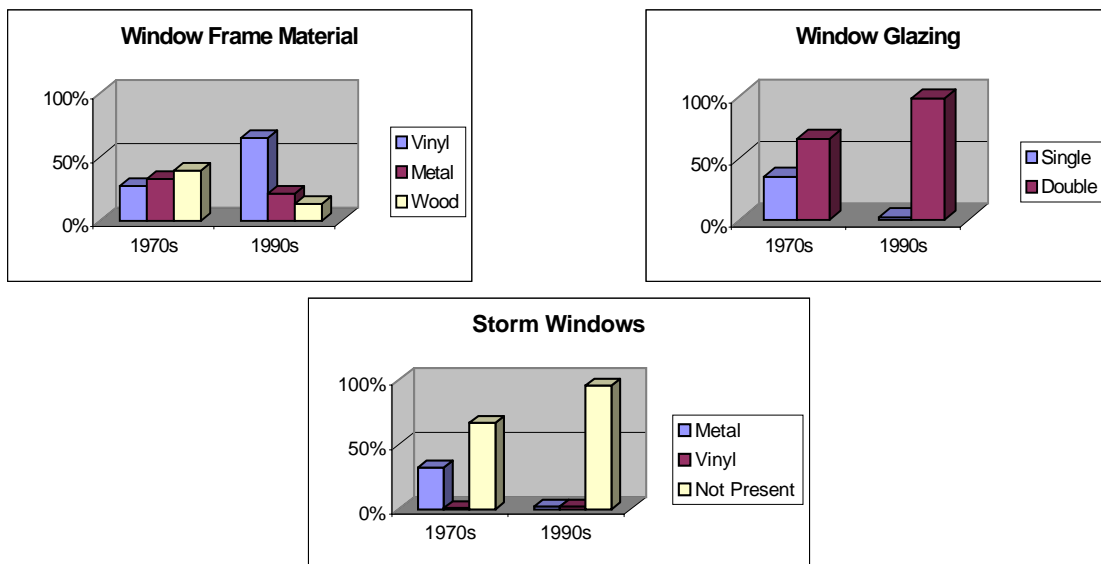 Window Frame Material
100%
50%
0%
1970s 1990s
Vinyl
Metal
Wood
Window Glazing
100%
50%
0%
1970s 1990s
Single
Double
Storm Windows
100%
50%
0%
1970s 1990s
Metal
Vinyl
Not Present